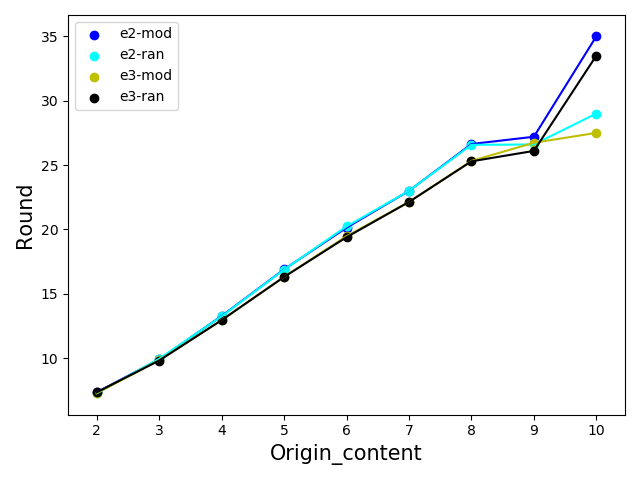 e2-mod
e2-ran
e3-mod
e3-ran
35
30
25
20
15
10
Round
2 3 4 5 6 7 8 9 10
Origin_content